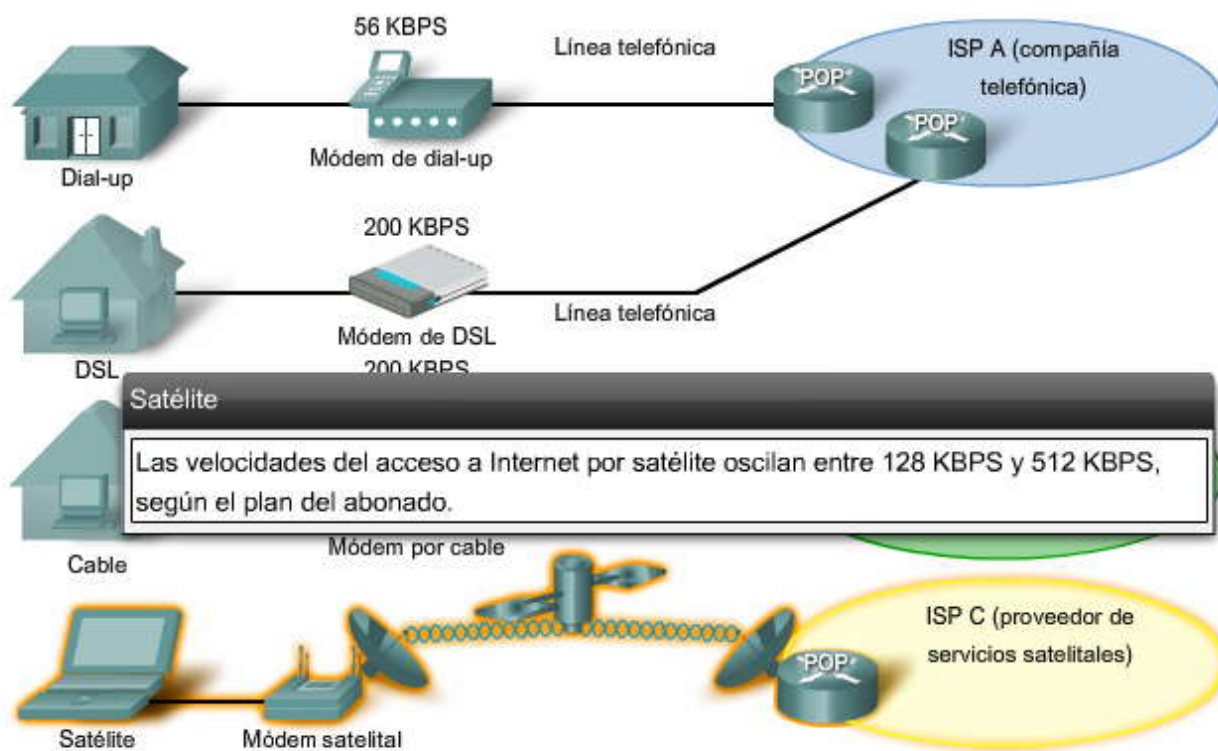 56 KBPS
Línea telefónica
ISP A (compañía
telefónica)
POP
POP
Módem de dial-up
Dial-up
200 KBPS
Línea telefónica
Módem de DSL
DSL
200 KBPS
Satélite
Las velocidades del acceso a Internet por satélite oscilan entre 128 KBPS y 512 KBPS,
según el plan del abonado.
Módem por cable
Cable
ISP C (proveedor de
servicios satelitales)
POP
Satélite
Módem satelital